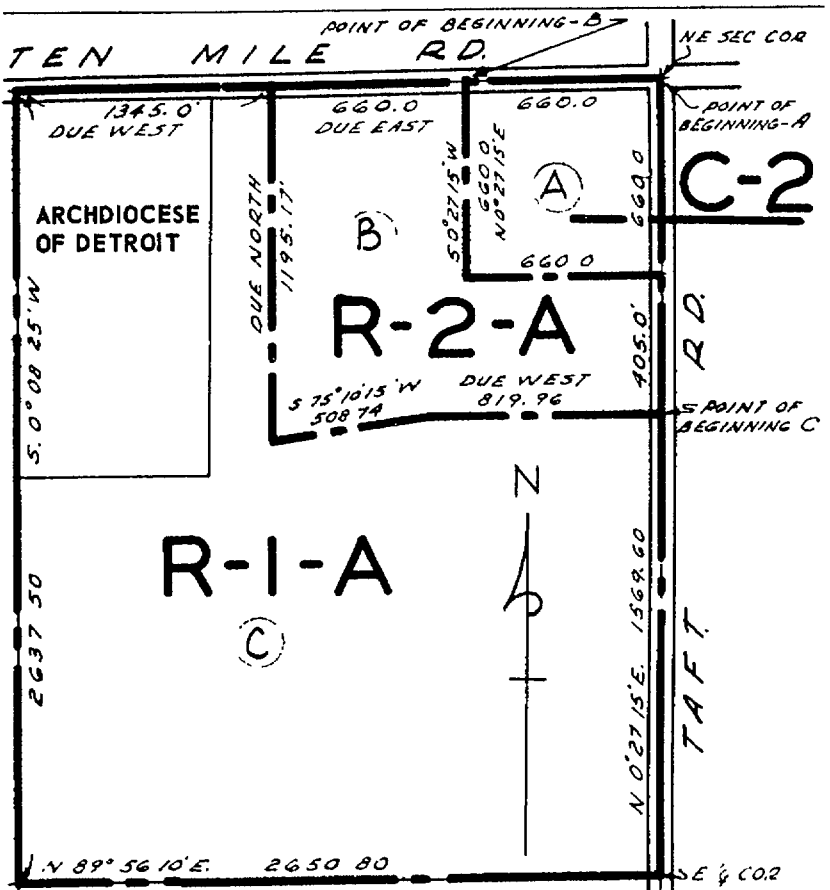 POINT OF BEGINNING-B
TEN MILE RD.
NE SEC COR
1345.0'
DUE WEST
660.0
DUE EAST
660.0
POINT OF
BEGINNING-A
C-2
ARCHDIOCESE
OF DETROIT
DUE NORTH
1195.17'
B
S0°27'15"W
660.0
N0°27'15"E
A
660.0
660.0
R-2-A
405.0'
RD.
S.0°08'25"W
2637.50
S75°10'15"W
508.74
DUE WEST
819.96
POINT OF
BEGINNING C
N
R-1-A
C
N0°27'15"E. 1569.60
TAFT
N89°56'10"E. 2650.80
E ¼ COR